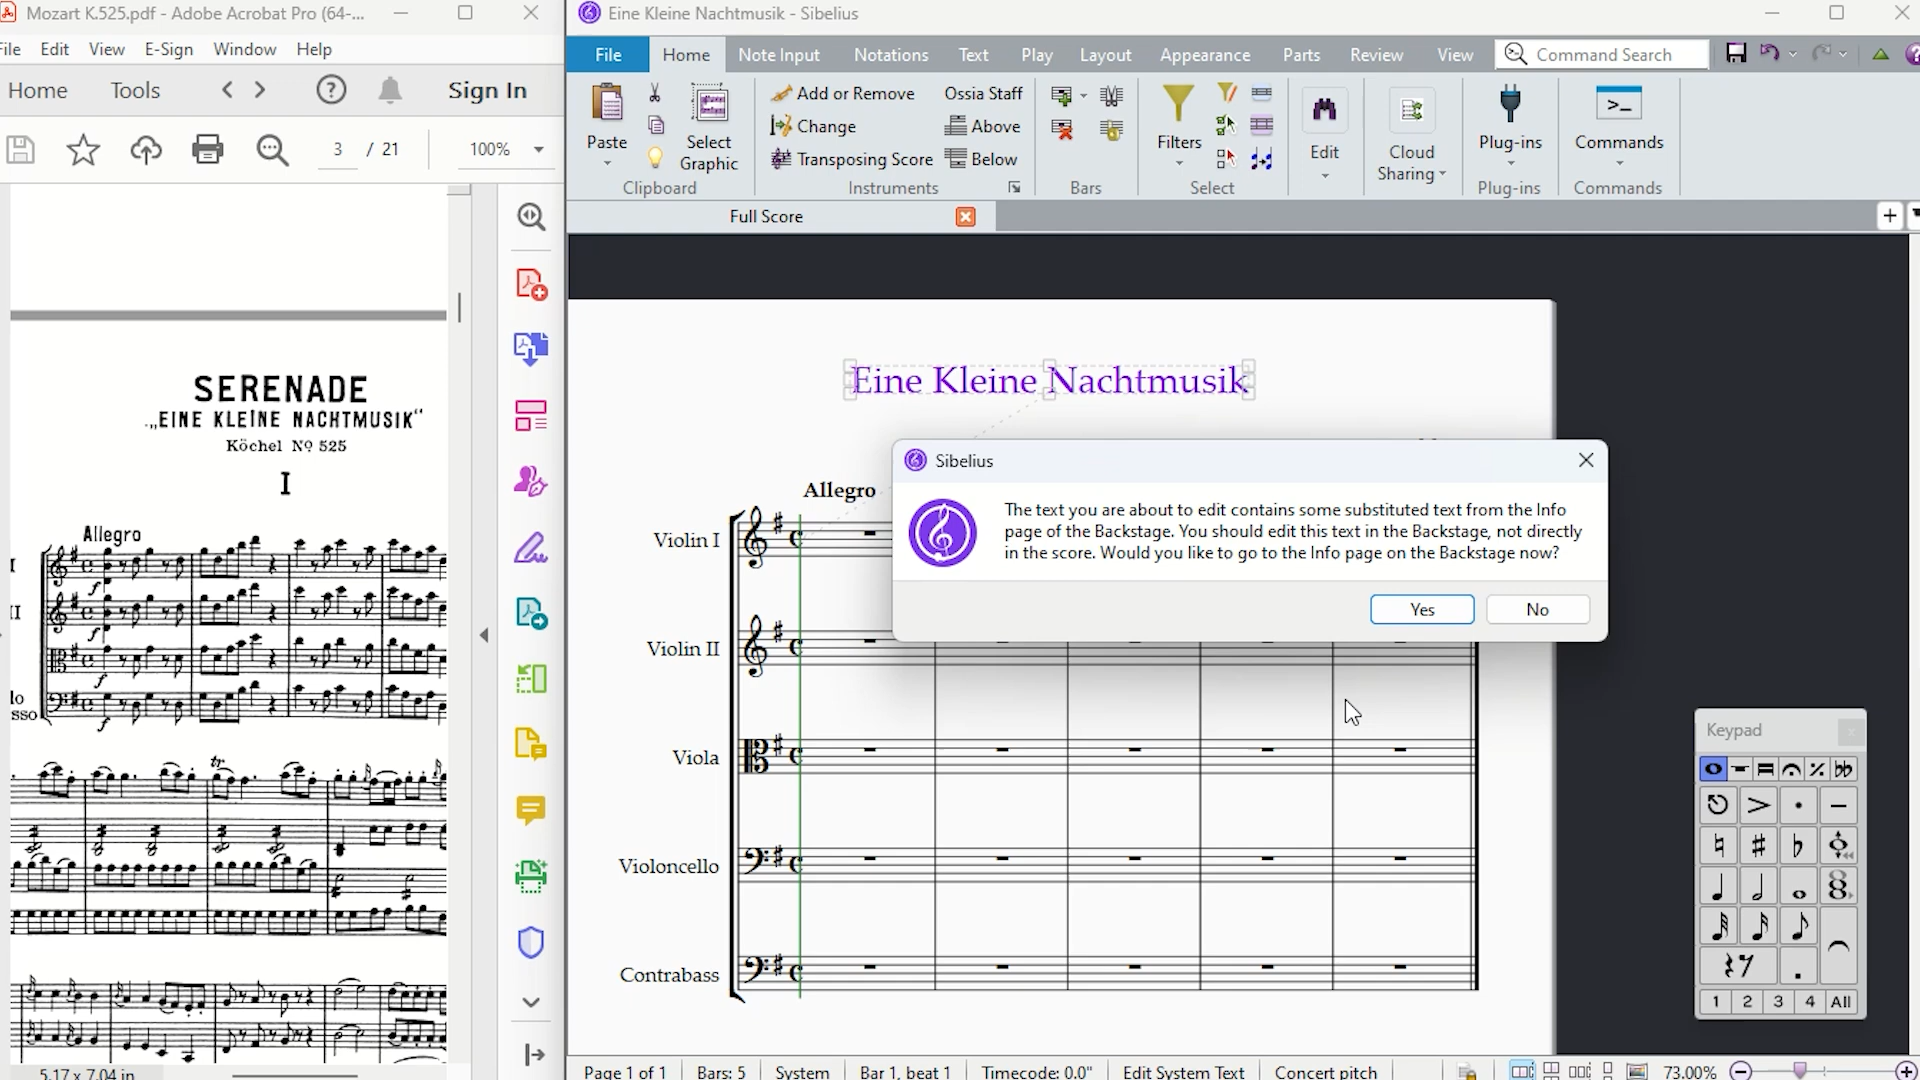 Mozart K.525.pdf - Adobe Acrobat Pro (64-...
File Edit View E-Sign Window Help
Home Tools Sign In
3 / 21 100%
SERENADE
„EINE KLEINE NACHTMUSIK“
Köchel No 525
I
Allegro
I
f
II
f
f
lo
sso
f
tr
5.17 x 7.04 in
Eine Kleine Nachtmusik - Sibelius
File Home Note Input Notations Text Play Layout Appearance Parts Review View Command Search
Paste
Select Graphic
Clipboard
Add or Remove
Change
Transposing Score
Ossia Staff
Above
Below
Instruments
Bars
Filters
Select
Edit
Cloud Sharing
Plug-ins
Plug-ins
Commands
Commands
Full Score
Eine Kleine Nachtmusik
Allegro
Violin I
Violin II
Viola
Violoncello
Contrabass
Sibelius
The text you are about to edit contains some substituted text from the Info
page of the Backstage. You should edit this text in the Backstage, not directly
in the score. Would you like to go to the Info page on the Backstage now?
Yes No
Keypad
1 2 3 4 All
Page 1 of 1 Bars: 5 System Bar 1, beat 1 Timecode: 0.0" Edit System Text Concert pitch 73.00%